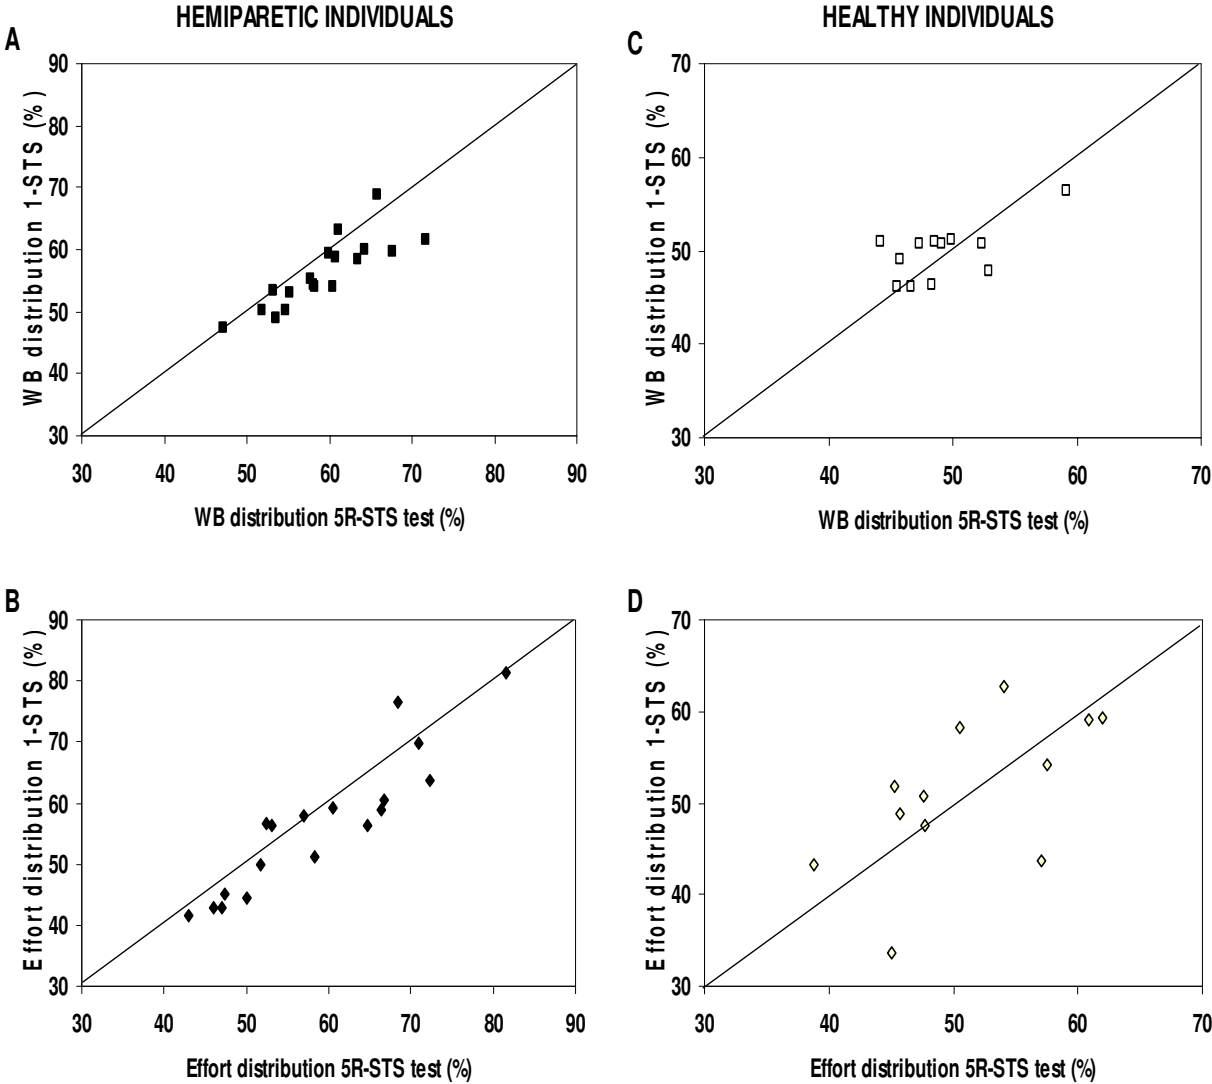 HEMIPARETIC INDIVIDUALS
HEALTHY INDIVIDUALS
A
WB distribution 1-STS (%)
90
80
70
60
50
40
30
30 40 50 60 70 80 90
WB distribution 5R-STS test (%)
C
WB distribution 1-STS (%)
70
60
50
40
30
30 40 50 60 70
WB distribution 5R-STS test (%)
B
Effort distribution 1-STS (%)
90
80
70
60
50
40
30
30 40 50 60 70 80 90
Effort distribution 5R-STS test (%)
D
Effort distribution 1-STS (%)
70
60
50
40
30
30 40 50 60 70
Effort distribution 5R-STS test (%)